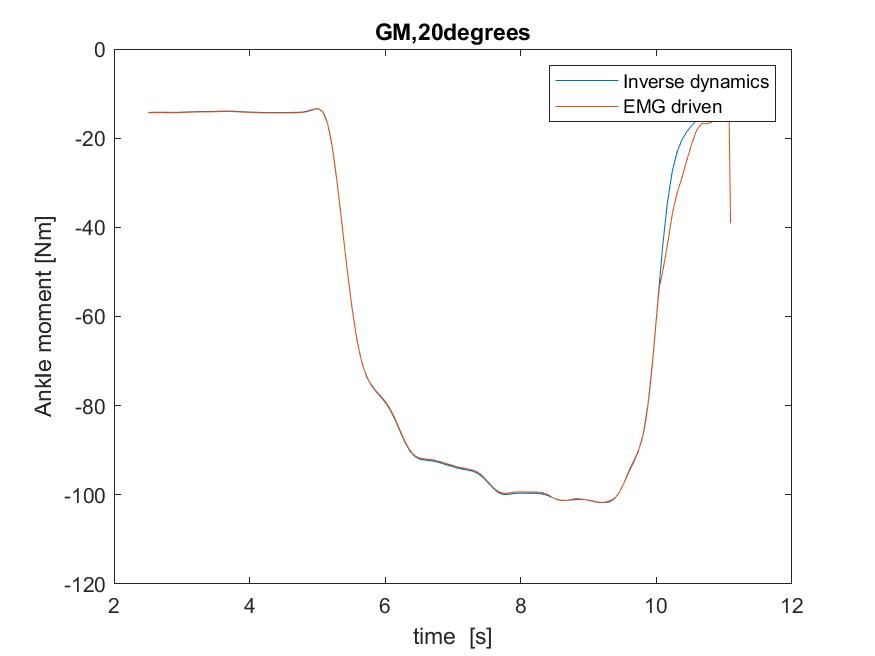 GM,20degrees
Inverse dynamics
EMG driven
0
-20
-40
-60
-80
-100
-120
Ankle moment [Nm]
2 4 6 8 10 12
time [s]